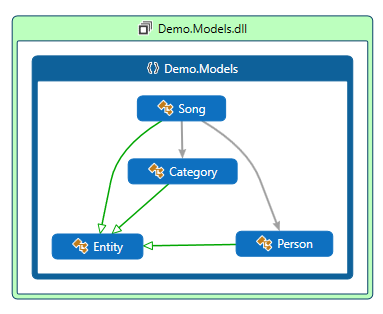 Demo.Models.dll
Demo.Models
Song
Category
Entity
Person